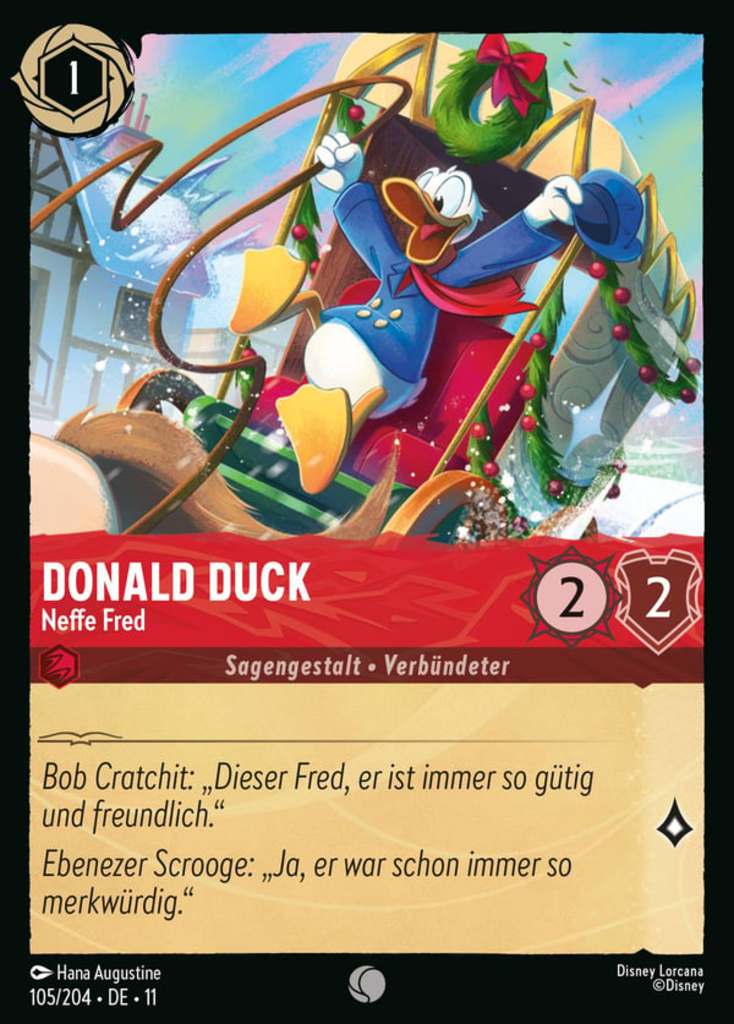 1
DONALD DUCK
Neffe Fred
2 2
Sagengestalt • Verbündeter
Bob Cratchit: „Dieser Fred, er ist immer so gütig
und freundlich.“
Ebenezer Scrooge: „Ja, er war schon immer so
merkwürdig.“
Hana Augustine
105/204 • DE • 11
Disney Lorcana
©Disney